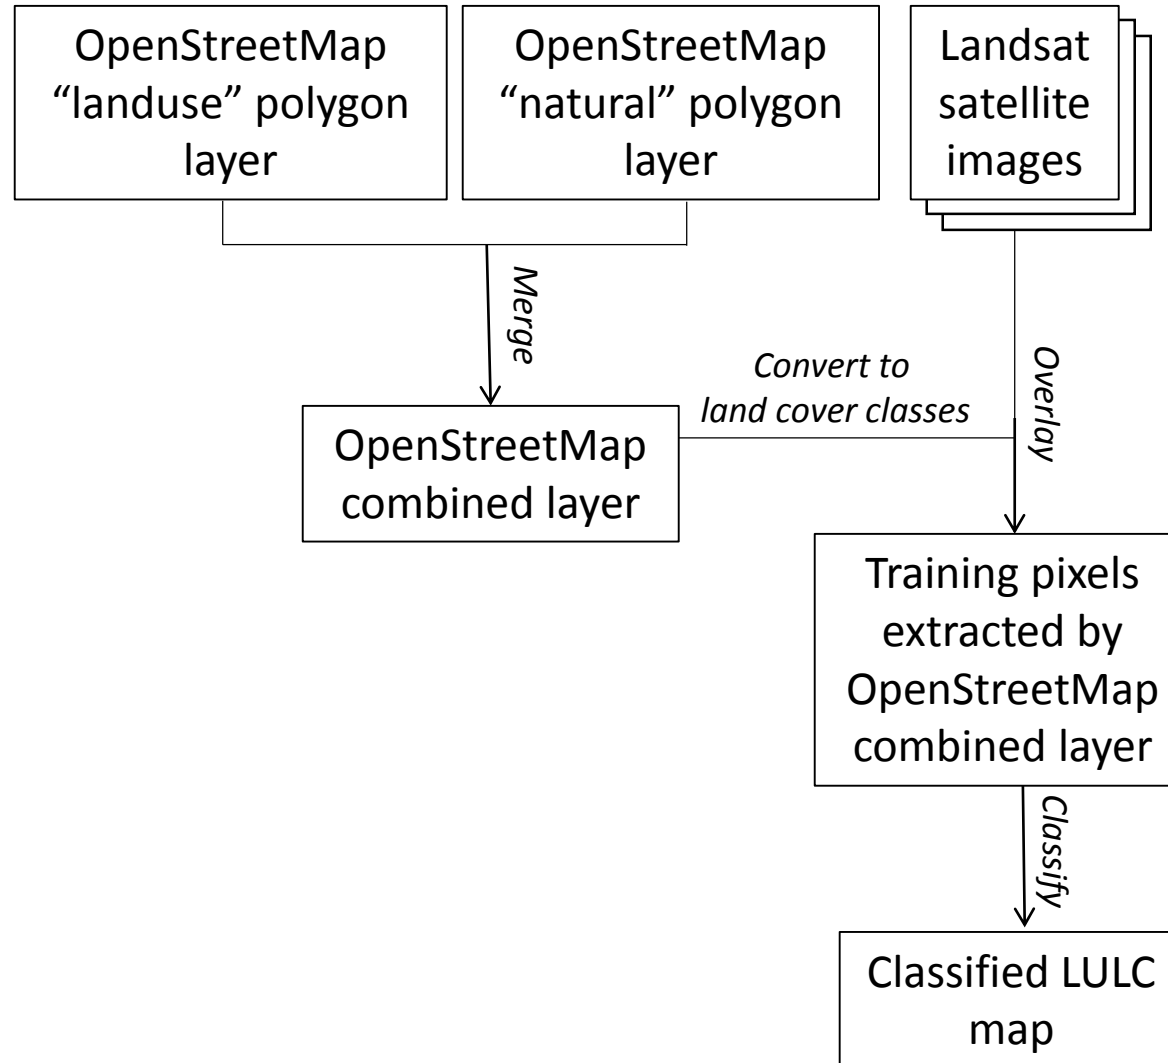 OpenStreetMap
“landuse” polygon
layer
OpenStreetMap
“natural” polygon
layer
Landsat
satellite
images
Merge
Convert to
land cover classes
Overlay
OpenStreetMap
combined layer
Training pixels
extracted by
OpenStreetMap
combined layer
Classify
Classified LULC
map